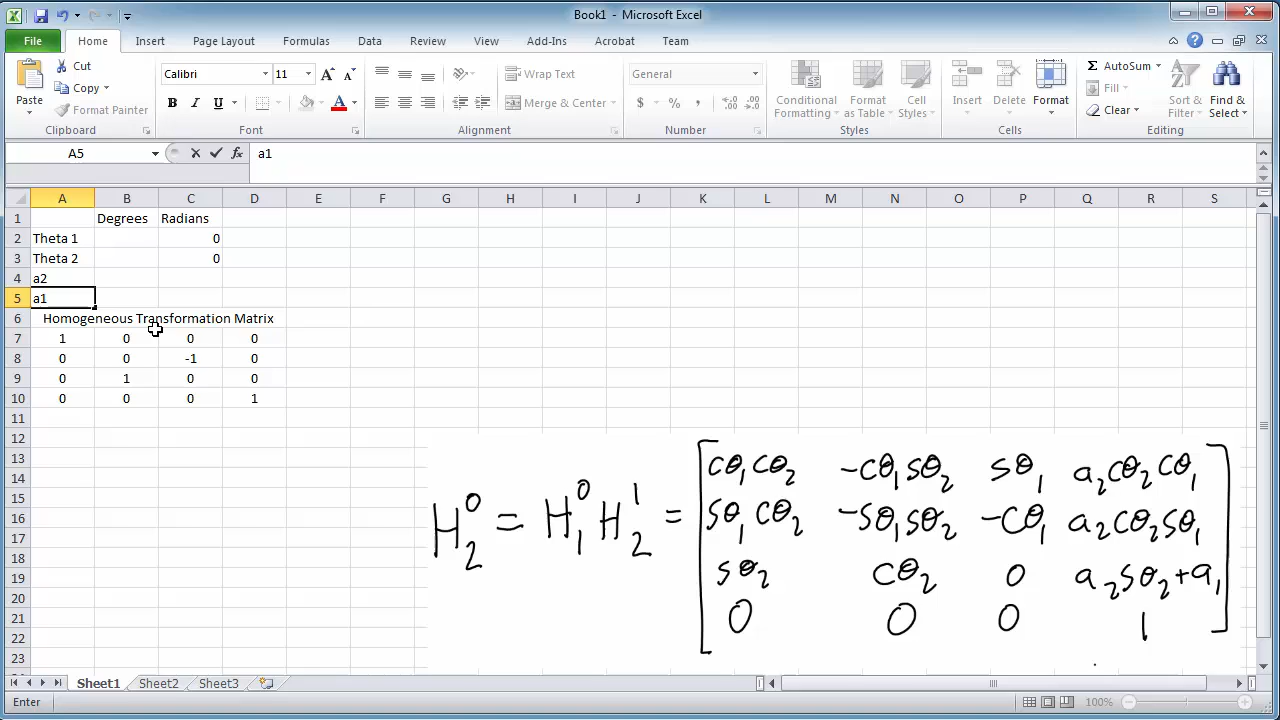 Book1 - Microsoft Excel
File Home Insert Page Layout Formulas Data Review View Add-Ins Acrobat Team
Paste Cut Copy Format Painter Clipboard
Calibri 11 A A B I U A Font
Wrap Text Merge & Center Alignment
General $ % , .0 .00 .00 .0 Number
Conditional Formatting Format as Table Cell Styles Styles
Insert Delete Format Cells
Σ AutoSum Fill Clear Sort & Filter Find & Select Editing
A5 fx a1
A B C D E F G H I J K L M N O P Q R S
1 Degrees Radians
2 Theta 1 0
3 Theta 2 0
4 a2
5 a1
6 Homogeneous Transformation Matrix
7 1 0 0 0
8 0 0 -1 0
9 0 1 0 0
10 0 0 0 1
11
12
13
14
15
16
17
18
19
20
21
22
23
H₂⁰ = H₁⁰ H₂¹ =
cθ₁cθ₂ -cθ₁sθ₂ sθ₁ a₂cθ₂cθ₁
sθ₁cθ₂ -sθ₁sθ₂ -cθ₁ a₂cθ₂sθ₁
sθ₂ cθ₂ 0 a₂sθ₂+a₁
0 0 0 1
Sheet1 Sheet2 Sheet3
Enter 100%